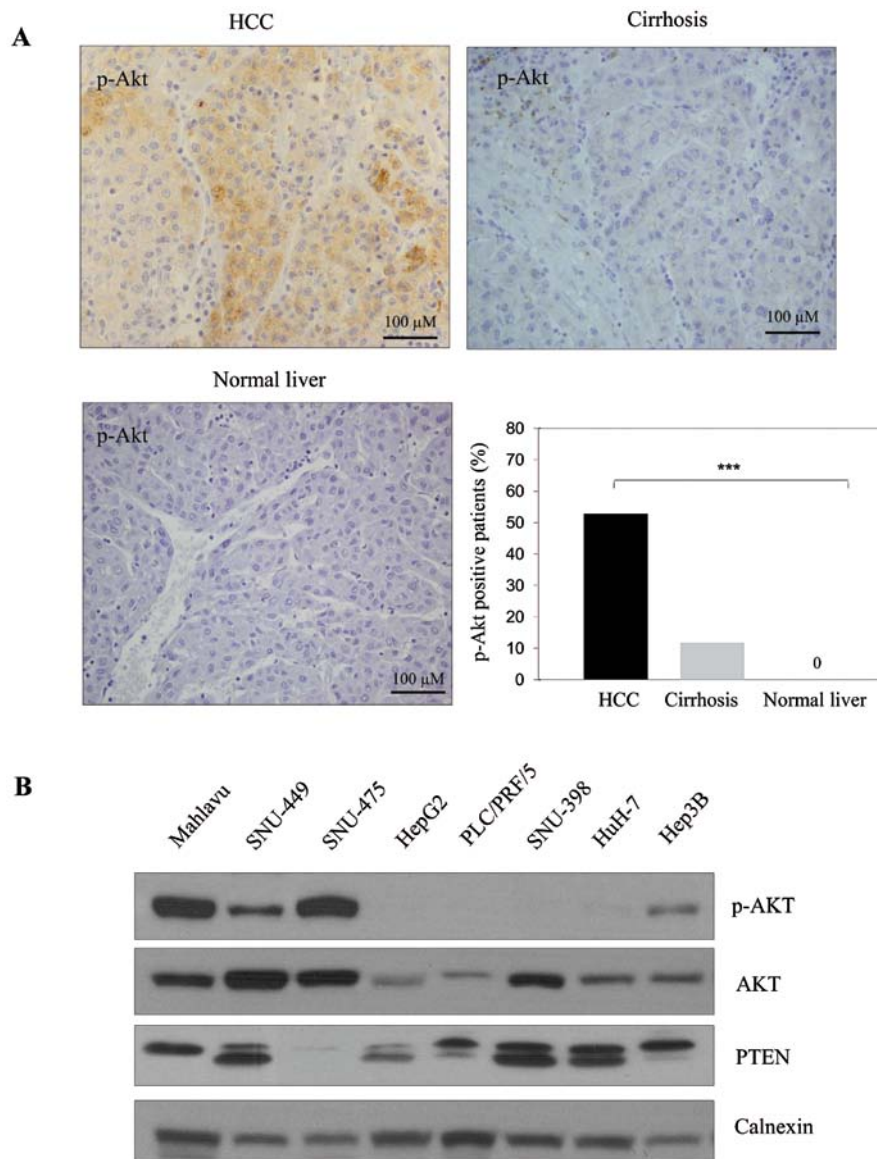 A
HCC
Cirrhosis
p-Akt
p-Akt
100 µM
100 µM
Normal liver
p-Akt
100 µM
p-Akt positive patients (%)
80
70
60
50
40
30
20
10
0
***
0
HCC Cirrhosis Normal liver
B
Mahlavu SNU-449 SNU-475 HepG2 PLC/PRF/5 SNU-398 HuH-7 Hep3B
p-AKT
AKT
PTEN
Calnexin